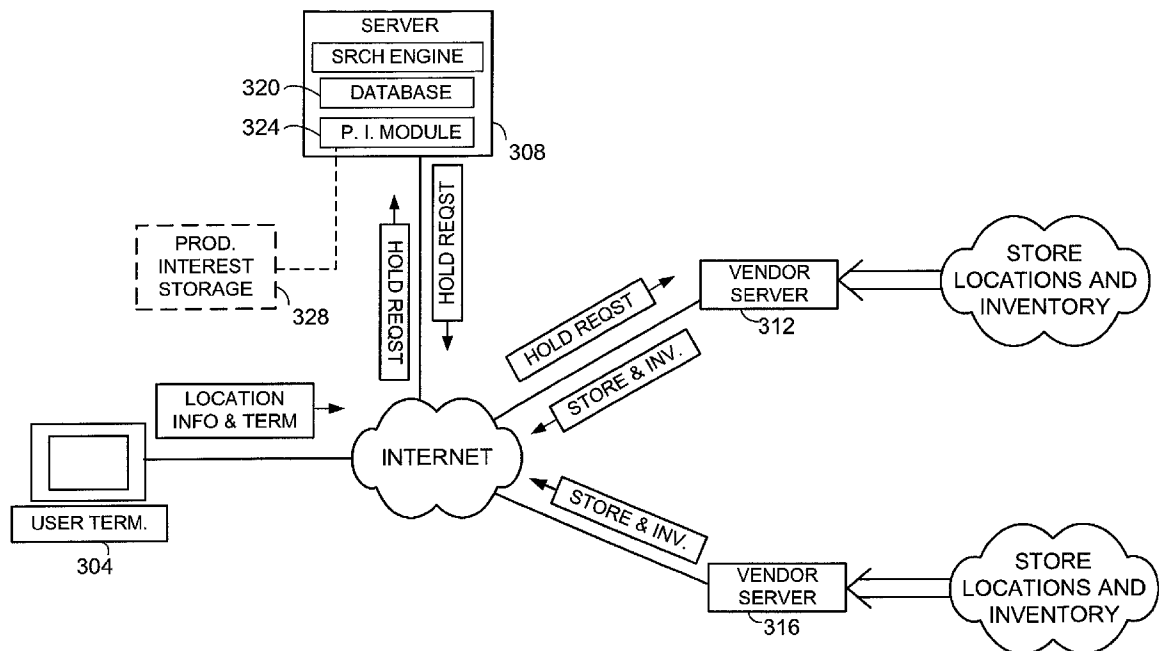 SERVER
SRCH ENGINE
320
DATABASE
324
P. I. MODULE
308
HOLD REQST
HOLD REQST
PROD.
INTEREST
STORAGE
328
HOLD REQST
STORE & INV.
VENDOR
SERVER
312
STORE
LOCATIONS AND
INVENTORY
LOCATION
INFO & TERM
INTERNET
USER TERM.
304
STORE & INV.
VENDOR
SERVER
316
STORE
LOCATIONS AND
INVENTORY